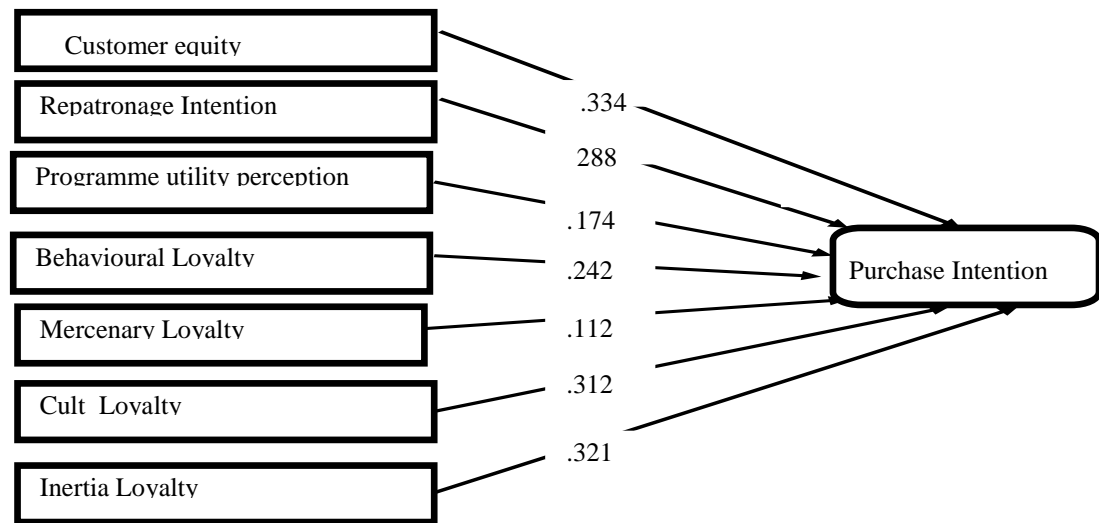 Customer equity
.334
Repatronage Intention
288
Programme utility perception
.174
Behavioural Loyalty
.242
Purchase Intention
Mercenary Loyalty
.112
Cult Loyalty
.312
Inertia Loyalty
.321